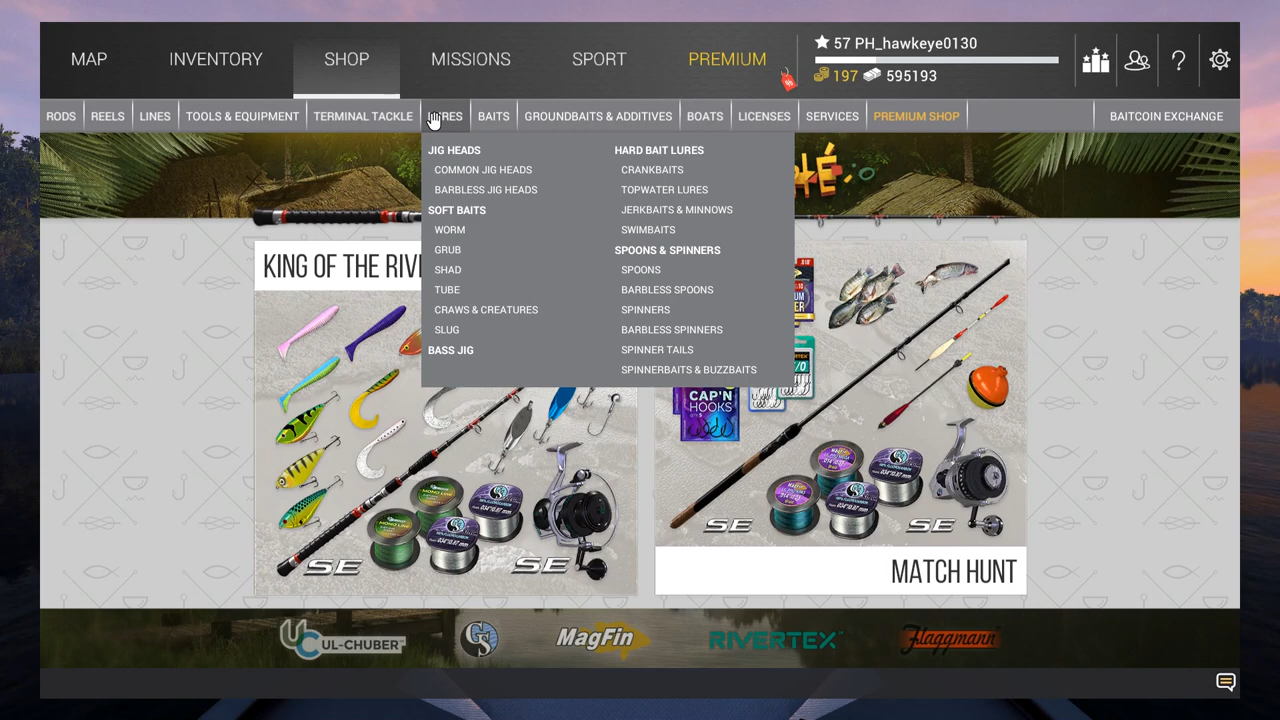 MAP INVENTORY SHOP MISSIONS SPORT PREMIUM
57 PH_hawkeye0130
197 595193
RODS REELS LINES TOOLS & EQUIPMENT TERMINAL TACKLE BAITS GROUNDBAITS & ADDITIVES BOATS LICENSES SERVICES PREMIUM SHOP BAITCOIN EXCHANGE
JIG HEADS
COMMON JIG HEADS
BARBLESS JIG HEADS
SOFT BAITS
WORM
GRUB
SHAD
TUBE
CRAWS & CREATURES
SLUG
BASS JIG
HARD BAIT LURES
CRANKBAITS
TOPWATER LURES
JERKBAITS & MINNOWS
SWIMBAITS
SPOONS & SPINNERS
SPOONS
BARBLESS SPOONS
SPINNERS
BARBLESS SPINNERS
SPINNER TAILS
SPINNERBAITS & BUZZBAITS
KING OF THE
CAP'N
HOOKS
SE SE
SE SE
MATCH HUNT
UL-CHUBER
MagFin
RIVERTEX
Flaggmann